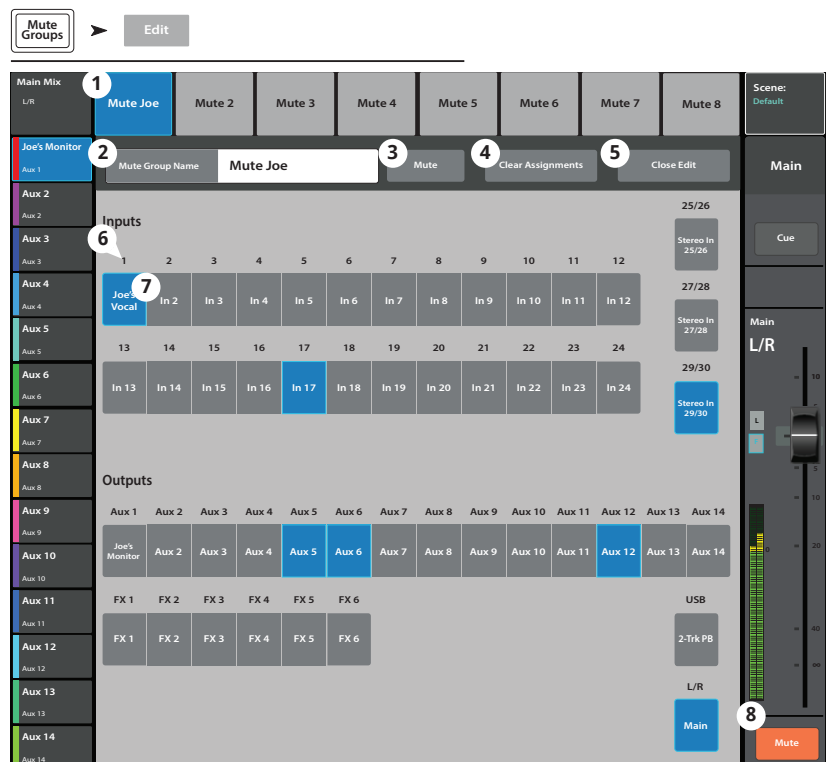 Mute
Groups
Edit
Main Mix
L/R
1
Mute Joe
Mute 2
Mute 3
Mute 4
Mute 5
Mute 6
Mute 7
Mute 8
Scene:
Default
Joe's Monitor
Aux 1
Aux 2
Aux 2
Aux 3
Aux 3
Aux 4
Aux 4
Aux 5
Aux 5
Aux 6
Aux 6
Aux 7
Aux 7
Aux 8
Aux 8
Aux 9
Aux 9
Aux 10
Aux 10
Aux 11
Aux 11
Aux 12
Aux 12
Aux 13
Aux 13
Aux 14
Aux 14
2
Mute Group Name
Mute Joe
3
Mute
4
Clear Assignments
5
Close Edit
Inputs
6
1 2 3 4 5 6 7 8 9 10 11 12
7
Joe's
Vocal
In 2 In 3 In 4 In 5 In 6 In 7 In 8 In 9 In 10 In 11 In 12
13 14 15 16 17 18 19 20 21 22 23 24
In 13 In 14 In 15 In 16 In 17 In 18 In 19 In 20 In 21 In 22 In 23 In 24
25/26
Stereo In
25/26
27/28
Stereo In
27/28
29/30
Stereo In
29/30
Outputs
Aux 1 Aux 2 Aux 3 Aux 4 Aux 5 Aux 6 Aux 7 Aux 8 Aux 9 Aux 10 Aux 11 Aux 12 Aux 13 Aux 14
Joe's
Monitor
Aux 2 Aux 3 Aux 4 Aux 5 Aux 6 Aux 7 Aux 8 Aux 9 Aux 10 Aux 11 Aux 12 Aux 13 Aux 14
FX 1 FX 2 FX 3 FX 4 FX 5 FX 6
FX 1 FX 2 FX 3 FX 4 FX 5 FX 6
USB
2-Trk PB
L/R
Main
Main
Cue
Main
L/R
10
L
5
10
20
40
∞
8
Mute